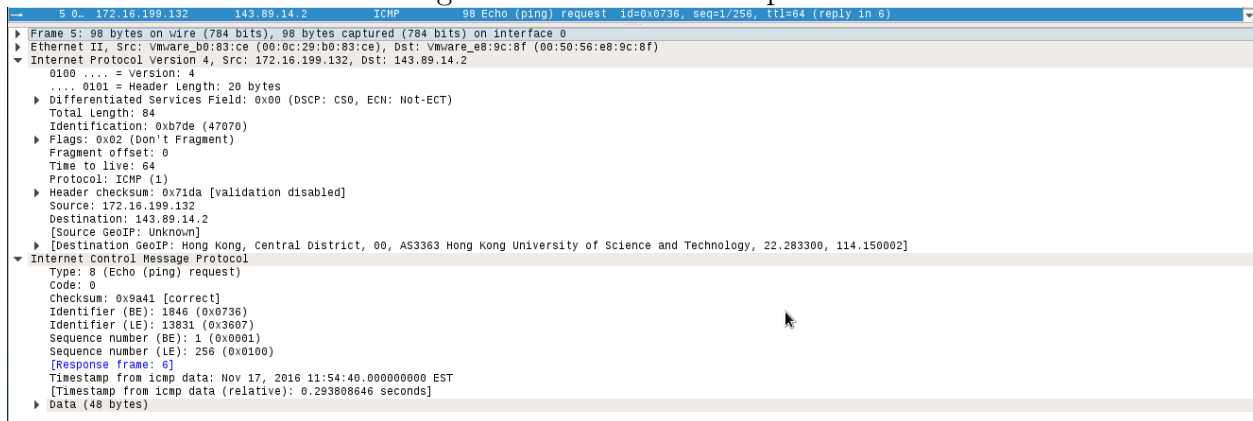 5 0… 172.16.199.132 143.89.14.2 ICMP 98 Echo (ping) request id=0x0736, seq=1/256, ttl=64 (reply in 6)
Frame 5: 98 bytes on wire (784 bits), 98 bytes captured (784 bits) on interface 0
Ethernet II, Src: Vmware_b0:83:ce (00:0c:29:b0:83:ce), Dst: Vmware_e8:9c:8f (00:50:56:e8:9c:8f)
Internet Protocol Version 4, Src: 172.16.199.132, Dst: 143.89.14.2
0100 .... = Version: 4
.... 0101 = Header Length: 20 bytes
Differentiated Services Field: 0x00 (DSCP: CS0, ECN: Not-ECT)
Total Length: 84
Identification: 0xb7de (47070)
Flags: 0x02 (Don't Fragment)
Fragment offset: 0
Time to live: 64
Protocol: ICMP (1)
Header checksum: 0x71da [validation disabled]
Source: 172.16.199.132
Destination: 143.89.14.2
[Source GeoIP: Unknown]
[Destination GeoIP: Hong Kong, Central District, 00, AS3363 Hong Kong University of Science and Technology, 22.283300, 114.150002]
Internet Control Message Protocol
Type: 8 (Echo (ping) request)
Code: 0
Checksum: 0x9a41 [correct]
Identifier (BE): 1846 (0x0736)
Identifier (LE): 13831 (0x3607)
Sequence number (BE): 1 (0x0001)
Sequence number (LE): 256 (0x0100)
[Response frame: 6]
Timestamp from icmp data: Nov 17, 2016 11:54:40.000000000 EST
[Timestamp from icmp data (relative): 0.293808646 seconds]
Data (48 bytes)